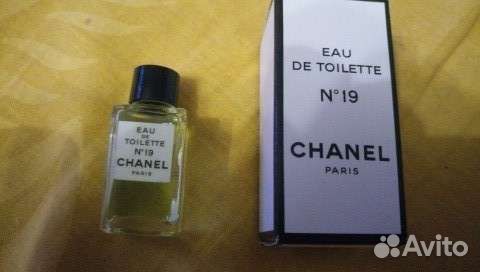 EAU
DE
TOILETTE
N°19
CHANEL
PARIS
EAU
DE TOILETTE
N°19
CHANEL
PARIS
Avito